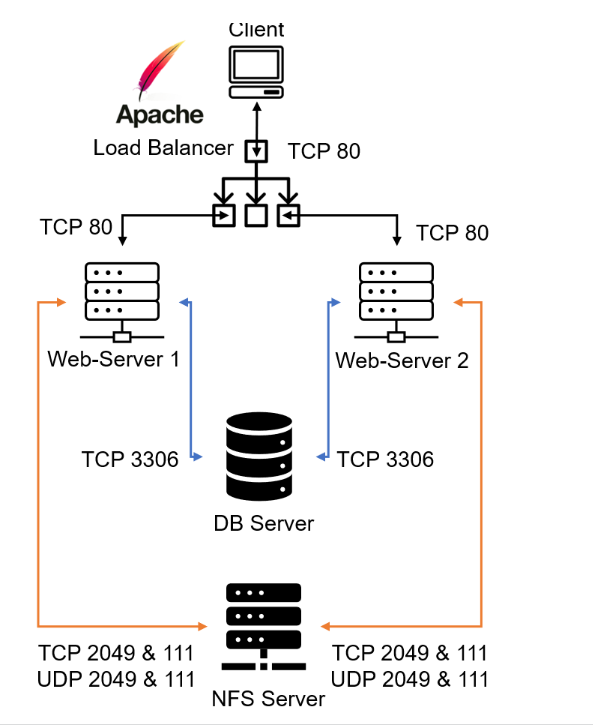 Client
Apache
Load Balancer
TCP 80
TCP 80
TCP 80
Web-Server 1
Web-Server 2
TCP 3306
TCP 3306
DB Server
TCP 2049 & 111
UDP 2049 & 111
TCP 2049 & 111
UDP 2049 & 111
NFS Server